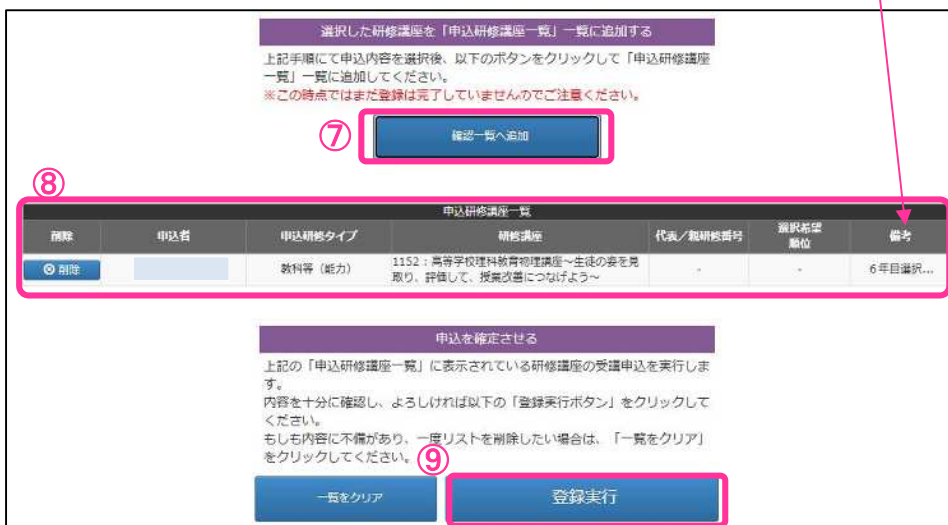 選択した研修講座を「申込研修講座一覧」一覧に追加する
上記手順にて申込内容を選択後、以下のボタンをクリックして「申込研修講座
一覧」一覧に追加してください。
※この時点ではまだ登録は完了していませんのでご注意ください。
⑦
確認一覧へ追加
⑧
申込研修講座一覧
削除 申込者 申込研修タイプ 研修講座 代表／親研修番号 選択希望 備考
順位
削除 教科等（能力） 1152：高等学校理科教育物理講座～生徒の姿を見 - - 6年目選択...
取り、評価して、授業改善につなげよう～
申込を確定させる
上記の「申込研修講座一覧」に表示されている研修講座の受講申込を実行しま
す。
内容を十分に確認し、よろしければ以下の「登録実行ボタン」をクリックして
ください。
もしも内容に不備があり、一度リストを削除したい場合は、「一覧をクリア」
をクリックしてください。
⑨
一覧をクリア 登録実行